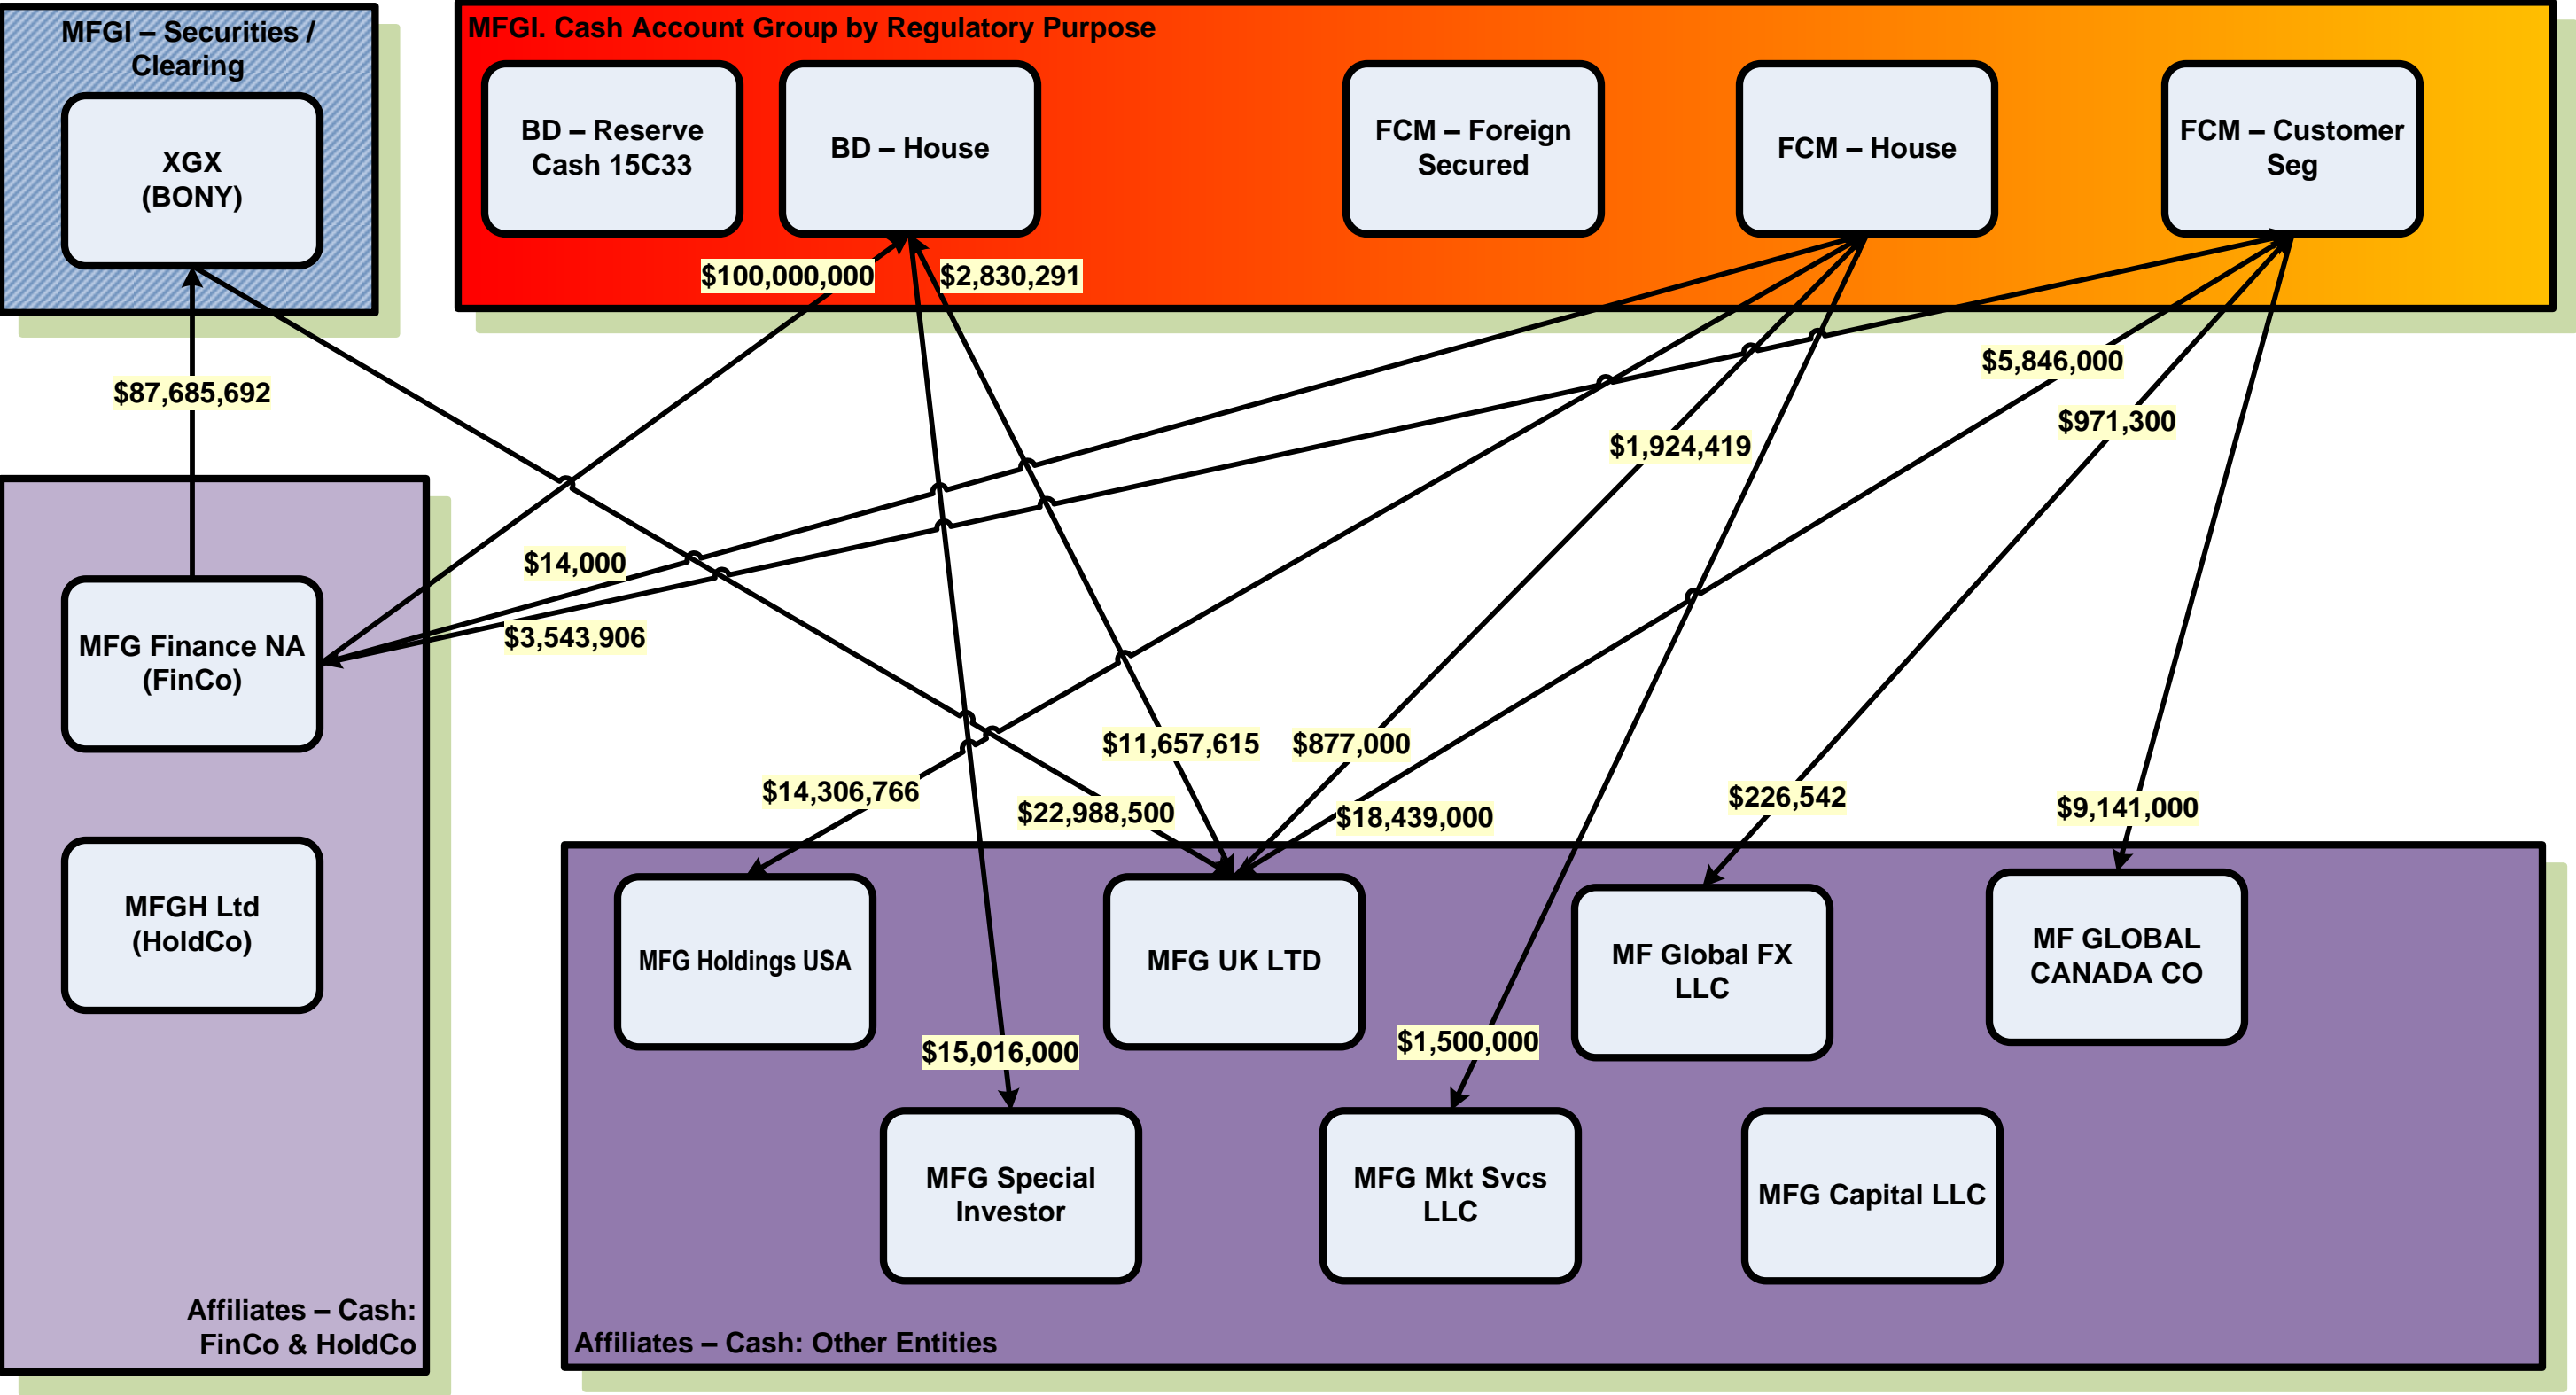 MFGI – Securities /
Clearing
XGX
(BONY)
MFGI. Cash Account Group by Regulatory Purpose
BD – Reserve
Cash 15C33
BD – House
FCM – Foreign
Secured
FCM – House
FCM – Customer
Seg
$100,000,000
$2,830,291
$87,685,692
$5,846,000
$971,300
$1,924,419
$14,000
$3,543,906
MFG Finance NA
(FinCo)
MFGH Ltd
(HoldCo)
Affiliates – Cash:
FinCo & HoldCo
$11,657,615
$877,000
$14,306,766
$22,988,500
$18,439,000
$226,542
$9,141,000
MFG Holdings USA
MFG UK LTD
MF Global FX
LLC
MF GLOBAL
CANADA CO
$15,016,000
$1,500,000
MFG Special
Investor
MFG Mkt Svcs
LLC
MFG Capital LLC
Affiliates – Cash: Other Entities